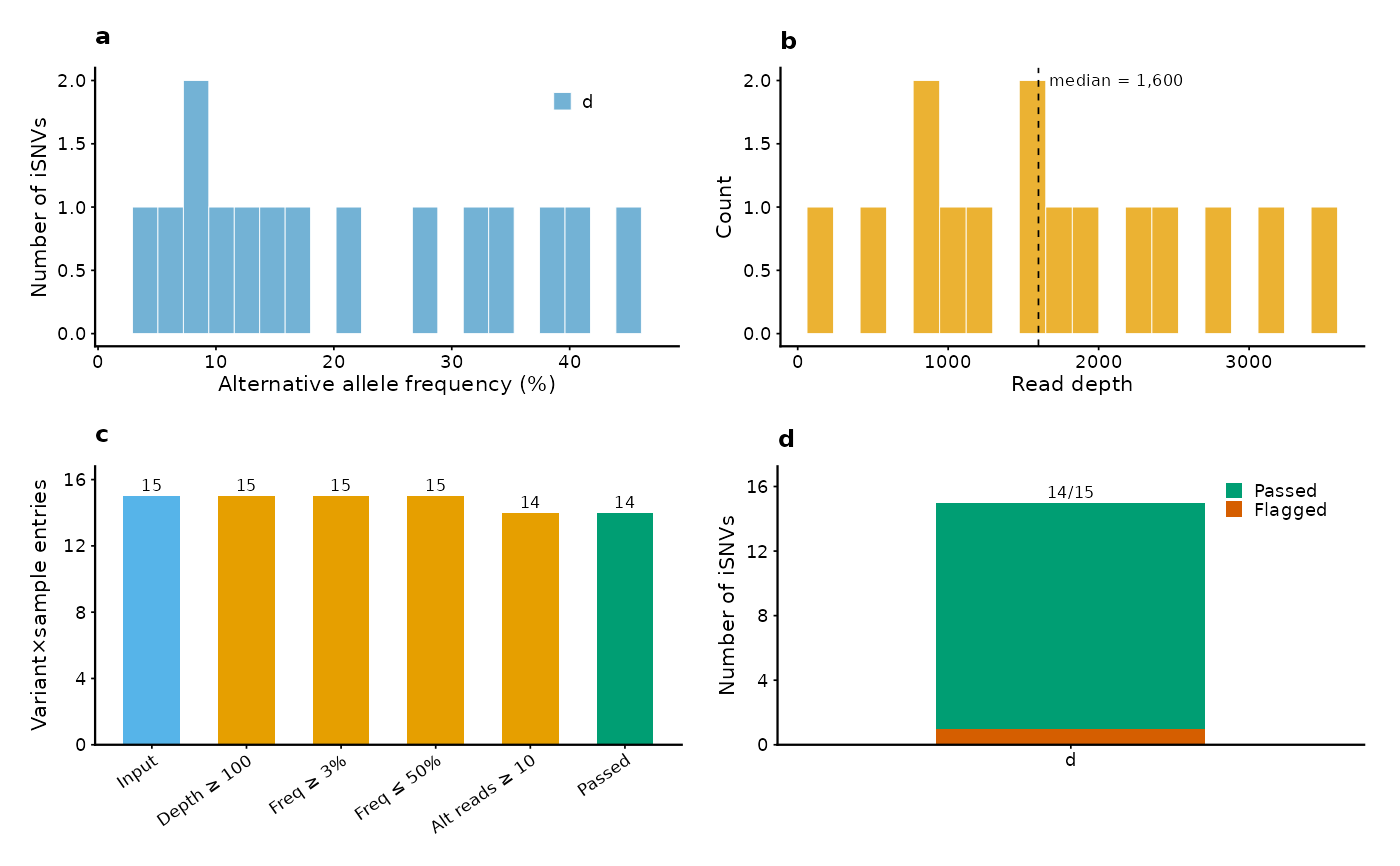 a
2.0
1.5
1.0
0.5
0.0
Number of iSNVs
d
0 10 20 30 40
Alternative allele frequency (%)
b
2.0
1.5
1.0
0.5
0.0
Count
median = 1,600
0 1000 2000 3000
Read depth
c
16
12
8
4
0
Variant×sample entries
15 15 15 15 14 14
Input Depth ≥ 100 Freq ≥ 3% Freq ≤ 50% Alt reads ≥ 10 Passed
d
16
12
8
4
0
Number of iSNVs
14/15
Passed
Flagged
d